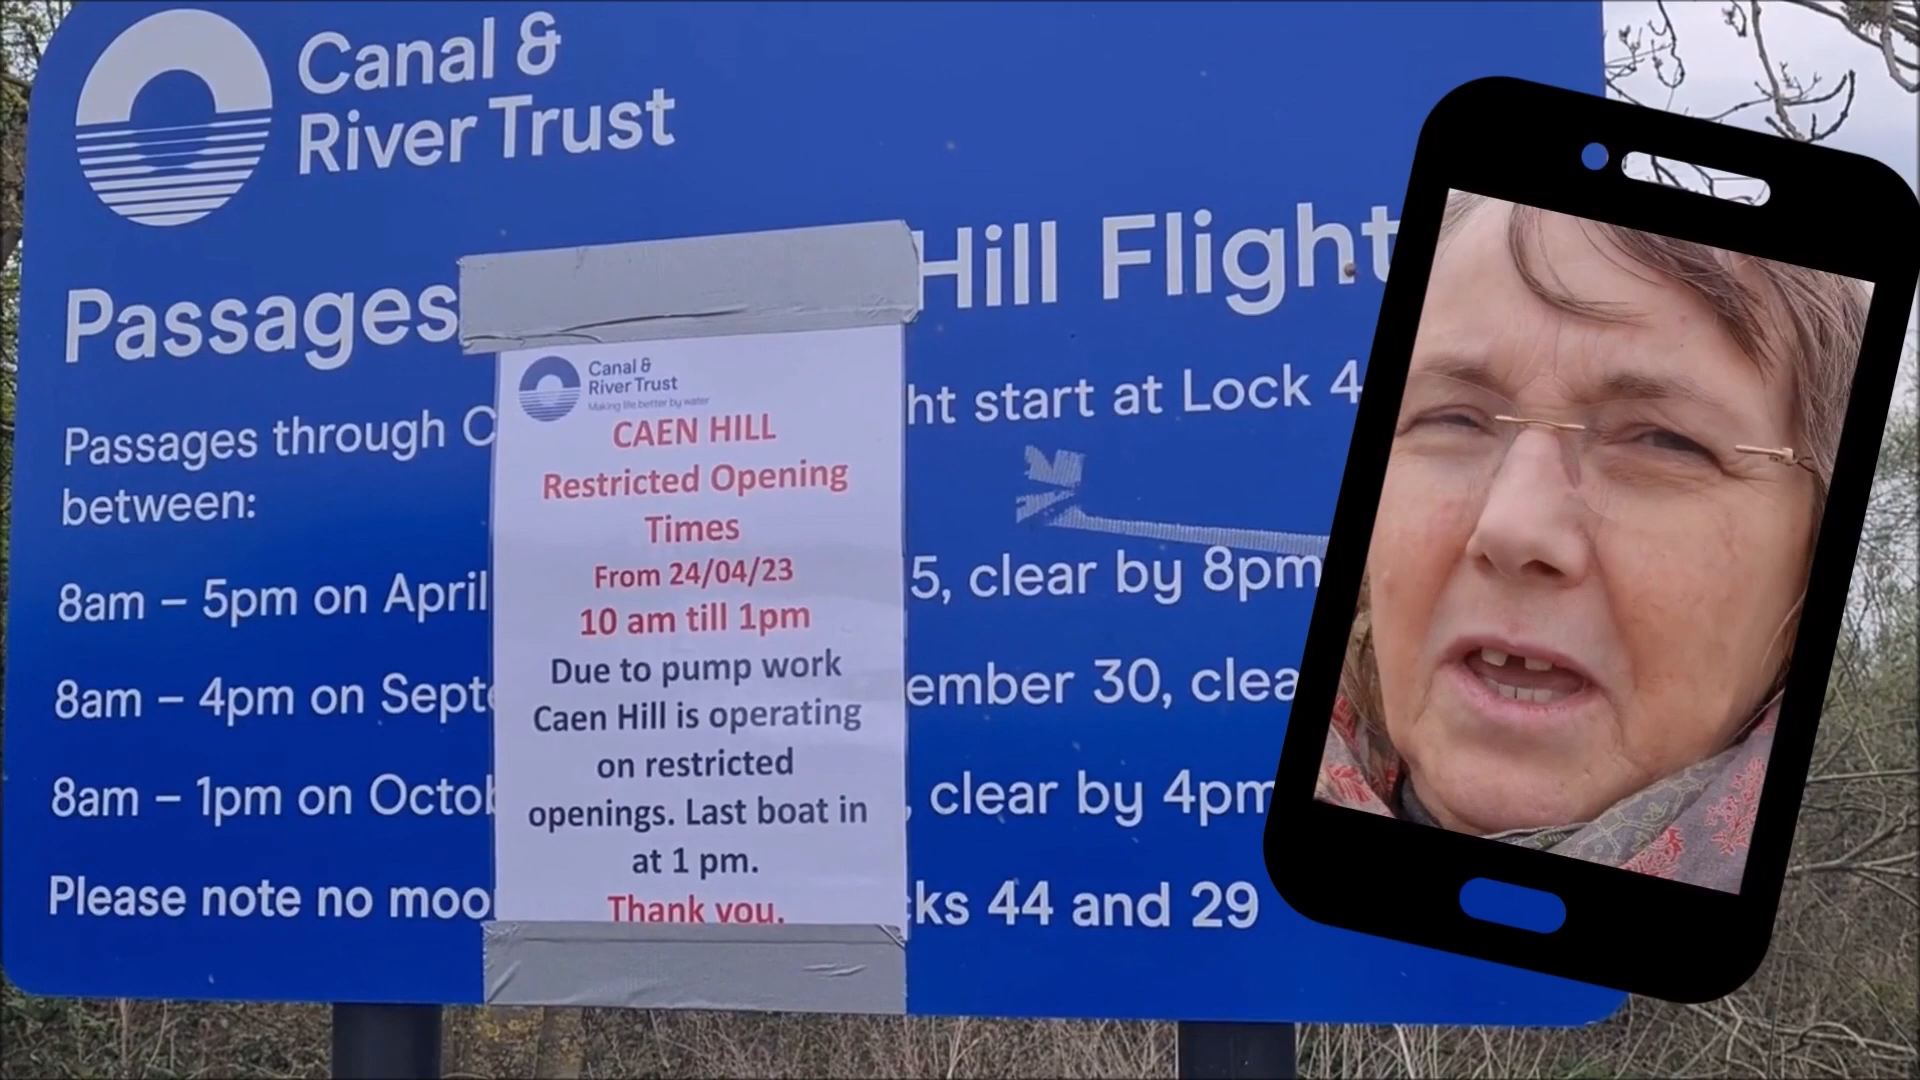 Canal &
River Trust
Passages Hill Flight
Passages through C ht start at Lock 4
between:
8am – 5pm on April 5, clear by 8pm
8am – 4pm on Septe ember 30, clea
8am – 1pm on Octob , clear by 4pm
Please note no moo cks 44 and 29
Canal &
River Trust
Making life better by water
CAEN HILL
Restricted Opening
Times
From 24/04/23
10 am till 1pm
Due to pump work
Caen Hill is operating
on restricted
openings. Last boat in
at 1 pm.
Thank you.